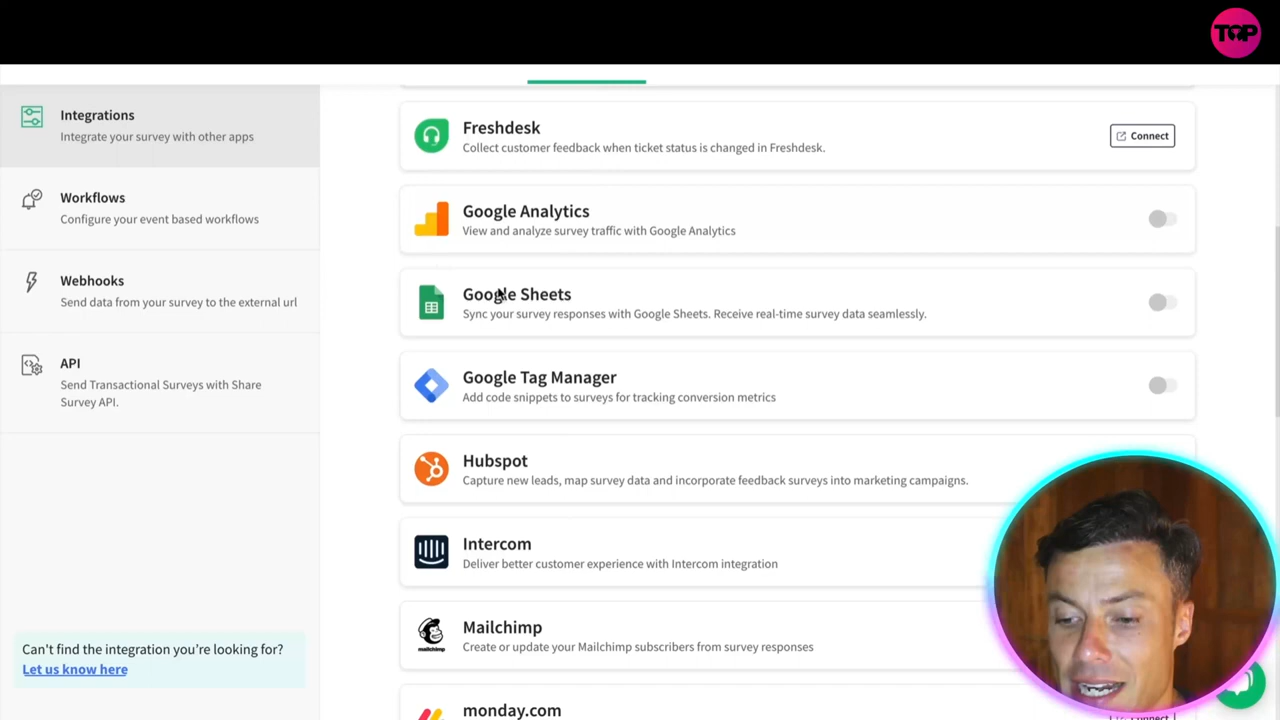 TOP
Integrations
Integrate your survey with other apps
Workflows
Configure your event based workflows
Webhooks
Send data from your survey to the external url
API
Send Transactional Surveys with Share
Survey API.
Can't find the integration you're looking for?
Let us know here
Freshdesk
Collect customer feedback when ticket status is changed in Freshdesk.
Connect
Google Analytics
View and analyze survey traffic with Google Analytics
Google Sheets
Sync your survey responses with Google Sheets. Receive real-time survey data seamlessly.
Google Tag Manager
Add code snippets to surveys for tracking conversion metrics
Hubspot
Capture new leads, map survey data and incorporate feedback surveys into marketing campaigns.
Intercom
Deliver better customer experience with Intercom integration
mailchimp
Mailchimp
Create or update your Mailchimp subscribers from survey responses
monday.com
Connect